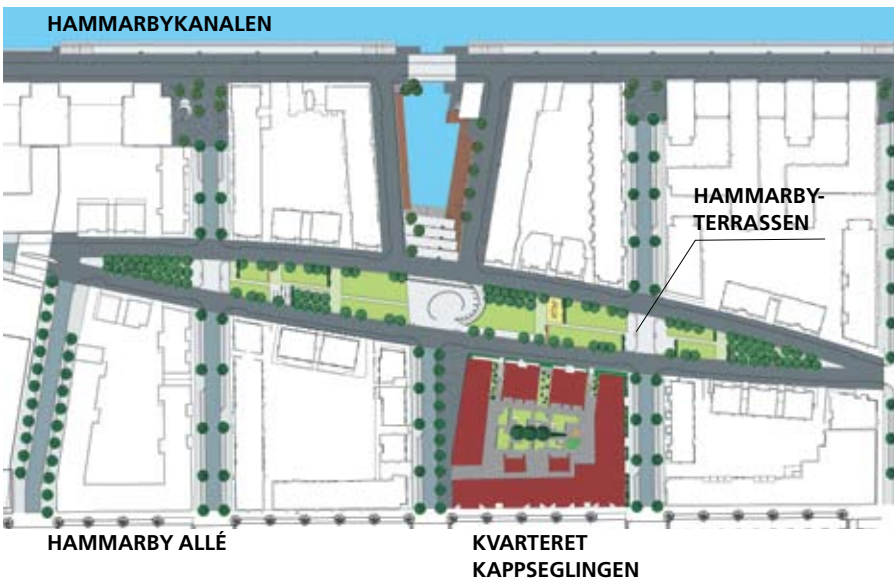 HAMMARBYKANALEN
HAMMARBY-
TERRASSEN
HAMMARBY ALLÉ
KVARTERET
KAPPSEGLINGEN